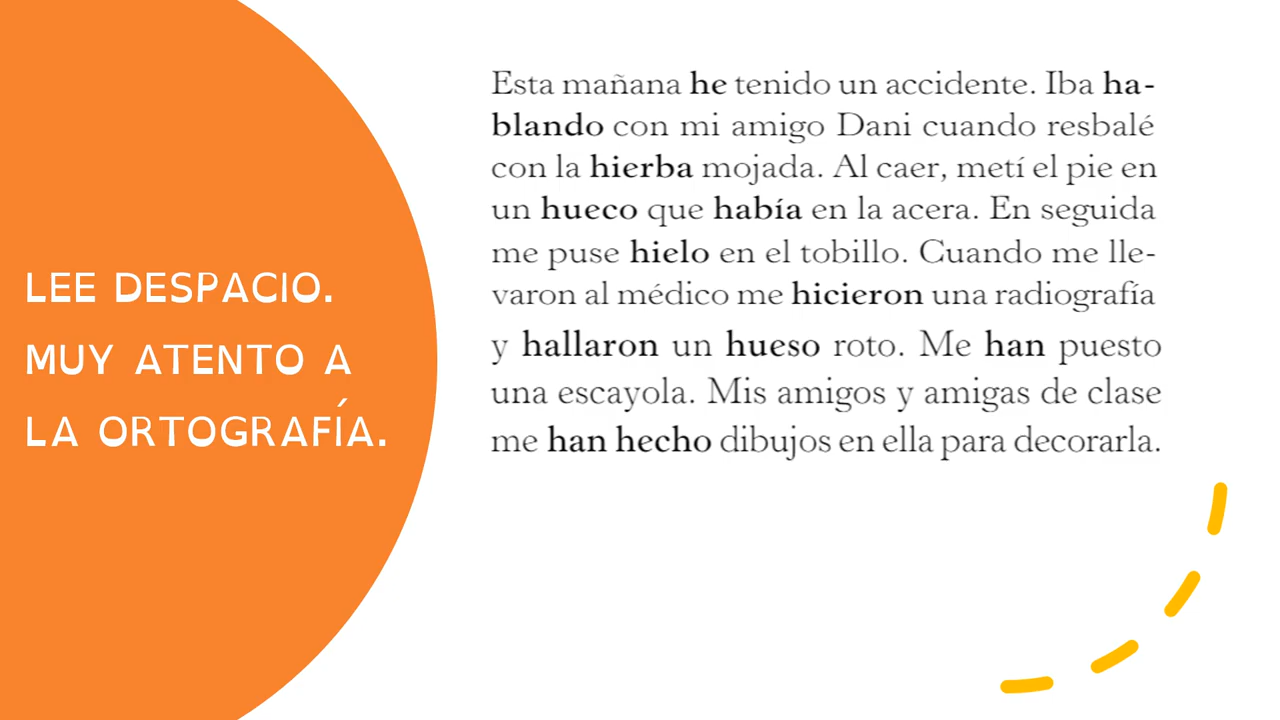 LEE DESPACIO.
MUY ATENTO A
LA ORTOGRAFÍA.
Esta mañana he tenido un accidente. Iba ha-
blando con mi amigo Dani cuando resbalé
con la hierba mojada. Al caer, metí el pie en
un hueco que había en la acera. En seguida
me puse hielo en el tobillo. Cuando me lle-
varon al médico me hicieron una radiografía
y hallaron un hueso roto. Me han puesto
una escayola. Mis amigos y amigas de clase
me han hecho dibujos en ella para decorarla.